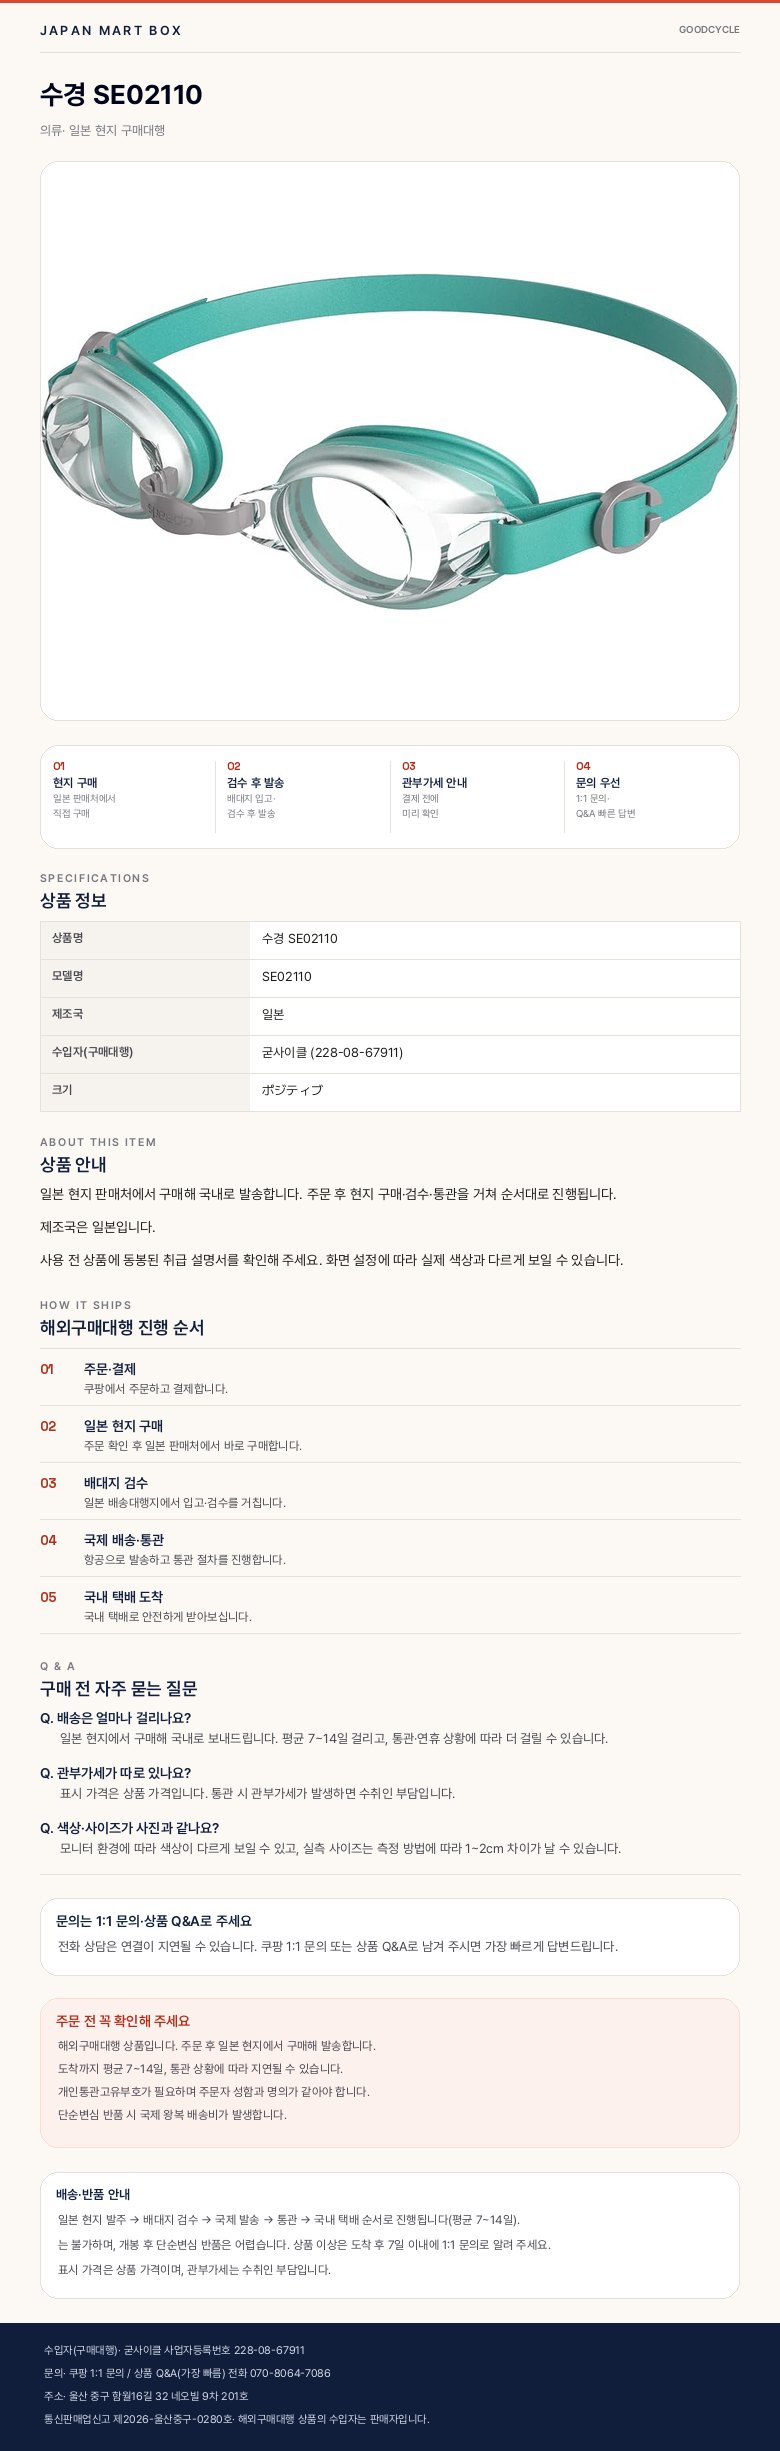 JAPAN MART BOX
GOODCYCLE
수경 SE02110
의류· 일본 현지 구매대행
speedo
01
현지 구매
일본 판매처에서
직접 구매
02
검수 후 발송
배대지 입고·
검수 후 발송
03
관부가세 안내
결제 전에
미리 확인
04
문의 우선
1:1 문의·
Q&A 빠른 답변
SPECIFICATIONS
상품 정보
상품명 수경 SE02110
모델명 SE02110
제조국 일본
수입자(구매대행) 굳사이클 (228-08-67911)
크기 ポジティブ
ABOUT THIS ITEM
상품 안내
일본 현지 판매처에서 구매해 국내로 발송합니다. 주문 후 현지 구매·검수·통관을 거쳐 순서대로 진행됩니다.
제조국은 일본입니다.
사용 전 상품에 동봉된 취급 설명서를 확인해 주세요. 화면 설정에 따라 실제 색상과 다르게 보일 수 있습니다.
HOW IT SHIPS
해외구매대행 진행 순서
01 주문·결제
쿠팡에서 주문하고 결제합니다.
02 일본 현지 구매
주문 확인 후 일본 판매처에서 바로 구매합니다.
03 배대지 검수
일본 배송대행지에서 입고·검수를 거칩니다.
04 국제 배송·통관
항공으로 발송하고 통관 절차를 진행합니다.
05 국내 택배 도착
국내 택배로 안전하게 받아보십니다.
Q & A
구매 전 자주 묻는 질문
Q. 배송은 얼마나 걸리나요?
일본 현지에서 구매해 국내로 보내드립니다. 평균 7~14일 걸리고, 통관·연휴 상황에 따라 더 걸릴 수 있습니다.
Q. 관부가세가 따로 있나요?
표시 가격은 상품 가격입니다. 통관 시 관부가세가 발생하면 수취인 부담입니다.
Q. 색상·사이즈가 사진과 같나요?
모니터 환경에 따라 색상이 다르게 보일 수 있고, 실측 사이즈는 측정 방법에 따라 1~2cm 차이가 날 수 있습니다.
문의는 1:1 문의·상품 Q&A로 주세요
전화 상담은 연결이 지연될 수 있습니다. 쿠팡 1:1 문의 또는 상품 Q&A로 남겨 주시면 가장 빠르게 답변드립니다.
주문 전 꼭 확인해 주세요
해외구매대행 상품입니다. 주문 후 일본 현지에서 구매해 발송합니다.
도착까지 평균 7~14일, 통관 상황에 따라 지연될 수 있습니다.
개인통관고유부호가 필요하며 주문자 성함과 명의가 같아야 합니다.
단순변심 반품 시 국제 왕복 배송비가 발생합니다.
배송·반품 안내
일본 현지 발주 → 배대지 검수 → 국제 발송 → 통관 → 국내 택배 순서로 진행됩니다(평균 7~14일).
는 불가하며, 개봉 후 단순변심 반품은 어렵습니다. 상품 이상은 도착 후 7일 이내에 1:1 문의로 알려 주세요.
표시 가격은 상품 가격이며, 관부가세는 수취인 부담입니다.
수입자(구매대행)· 굳사이클 사업자등록번호 228-08-67911
문의· 쿠팡 1:1 문의 / 상품 Q&A(가장 빠름) 전화 070-8064-7086
주소· 울산 중구 함월16길 32 네오빌 9차 201호
통신판매업신고 제2026-울산중구-0280호· 해외구매대행 상품의 수입자는 판매자입니다.